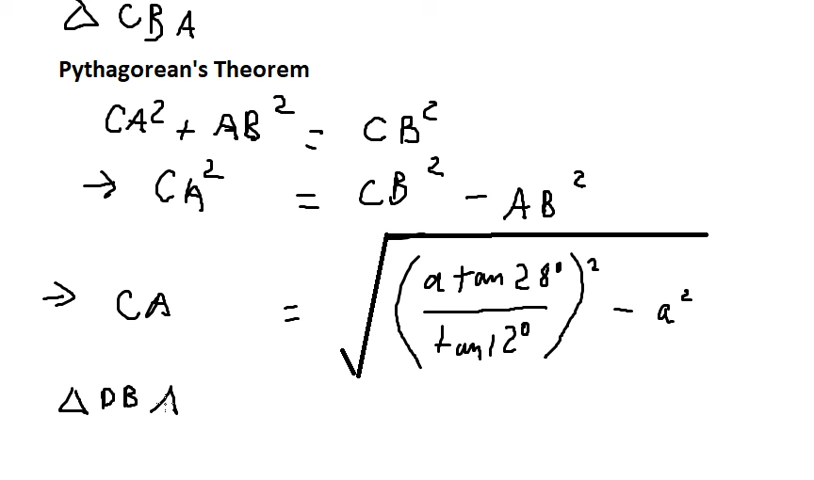 △ CBA
Pythagorean's Theorem
CA² + AB² = CB²
→ CA² = CB² - AB²
→ CA = √((a tan 28° / tan 12°)² - a²)
△ DBA